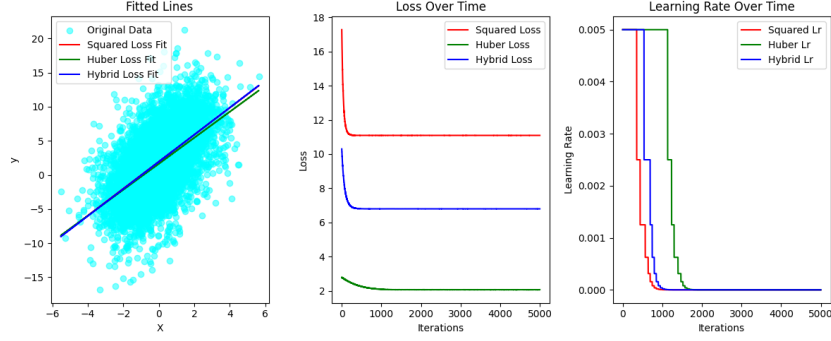 Fitted Lines
Original Data
Squared Loss Fit
Huber Loss Fit
Hybrid Loss Fit
20
15
10
5
0
−5
−10
−15
y
−6
−4
−2
0
2
4
6
X
Loss Over Time
Squared Loss
Huber Loss
Hybrid Loss
18
16
14
12
10
8
6
4
2
Loss
0
1000
2000
3000
4000
5000
Iterations
Learning Rate Over Time
Squared Lr
Huber Lr
Hybrid Lr
0.005
0.004
0.003
0.002
0.001
0.000
Learning Rate
0
1000
2000
3000
4000
5000
Iterations